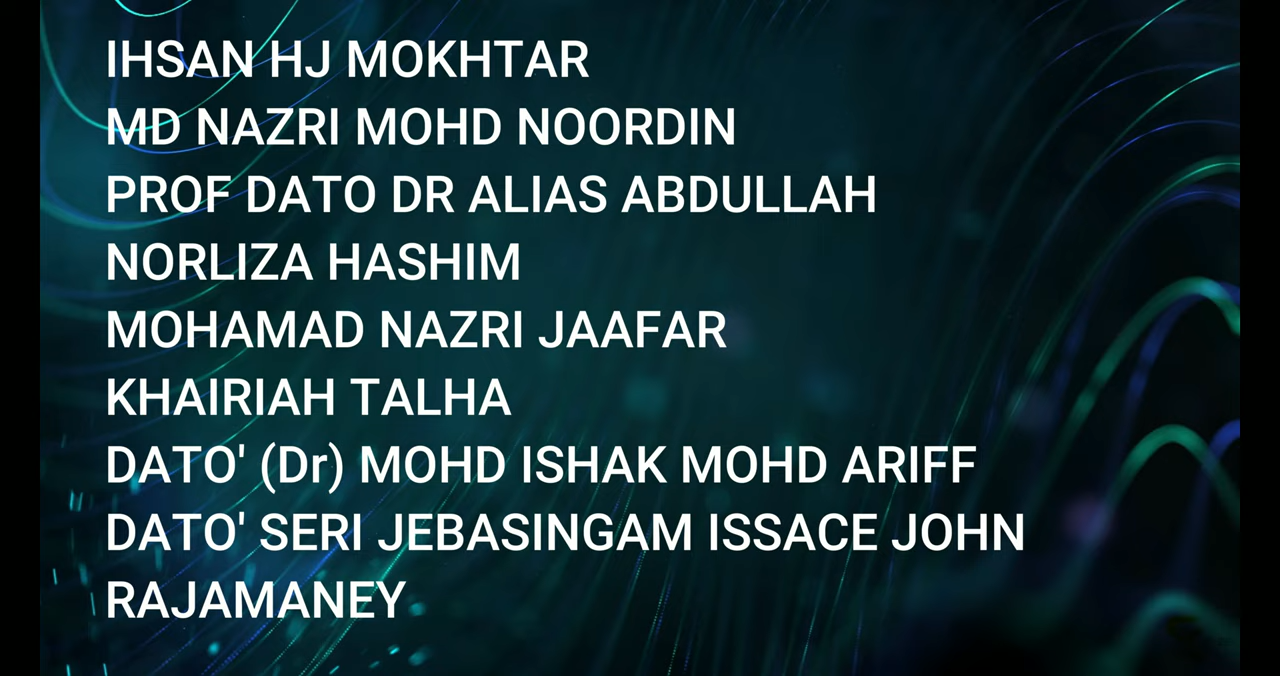 IHSAN HJ MOKHTAR
MD NAZRI MOHD NOORDIN
PROF DATO DR ALIAS ABDULLAH
NORLIZA HASHIM
MOHAMAD NAZRI JAAFAR
KHAIRIAH TALHA
DATO' (Dr) MOHD ISHAK MOHD ARIFF
DATO' SERI JEBASINGAM ISSACE JOHN
RAJAMANEY